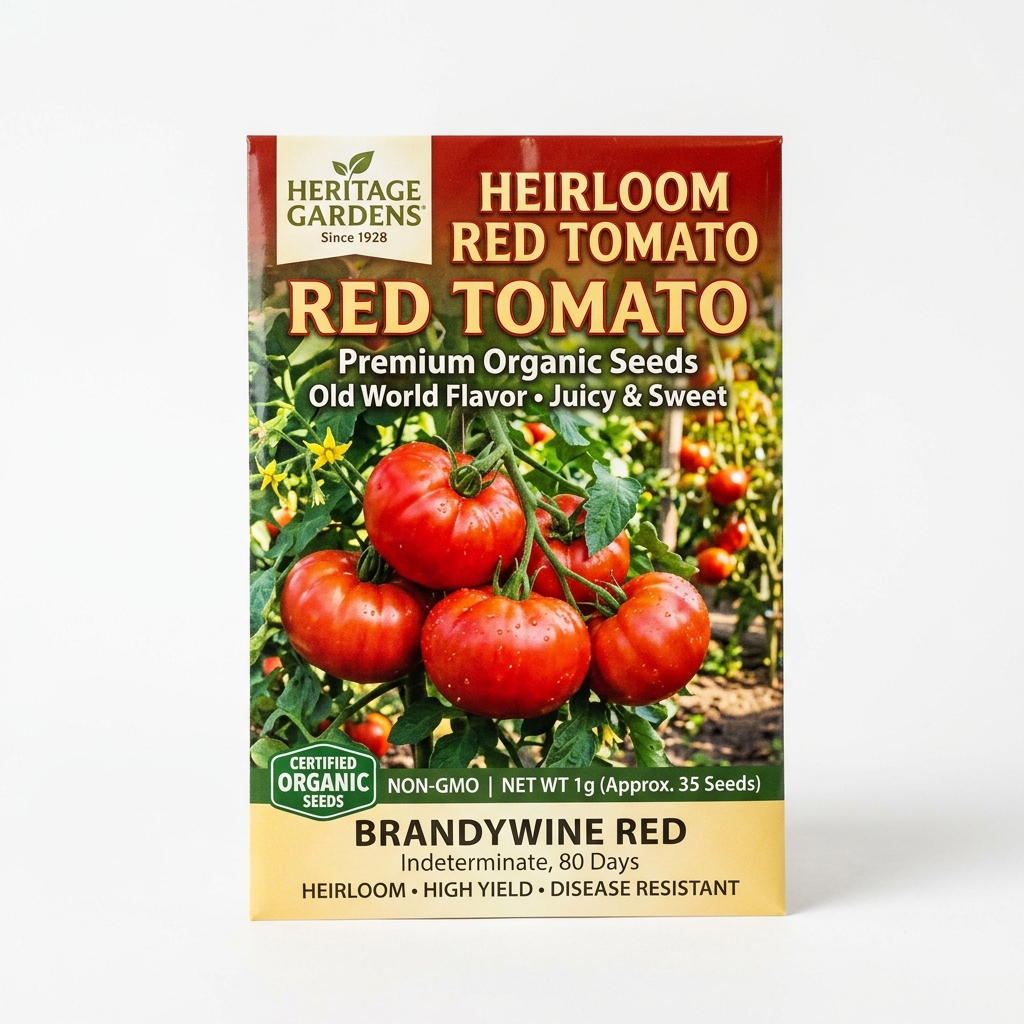 HERITAGE
GARDENS®
Since 1928
HEIRLOOM
RED TOMATO
RED TOMATO
Premium Organic Seeds
Old World Flavor • Juicy & Sweet
CERTIFIED
ORGANIC
SEEDS
NON-GMO | NET WT 1g (Approx. 35 Seeds)
BRANDYWINE RED
Indeterminate, 80 Days
HEIRLOOM • HIGH YIELD • DISEASE RESISTANT